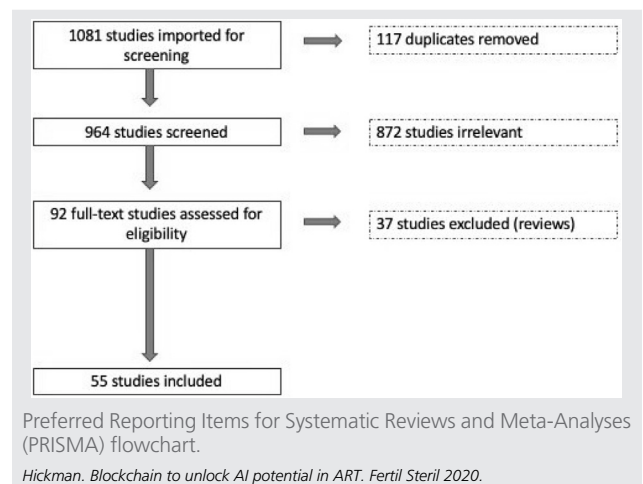 1081 studies imported for
screening
117 duplicates removed
964 studies screened
872 studies irrelevant
92 full-text studies assessed for
eligibility
37 studies excluded (reviews)
55 studies included
Preferred Reporting Items for Systematic Reviews and Meta-Analyses
(PRISMA) flowchart.
Hickman. Blockchain to unlock AI potential in ART. Fertil Steril 2020.